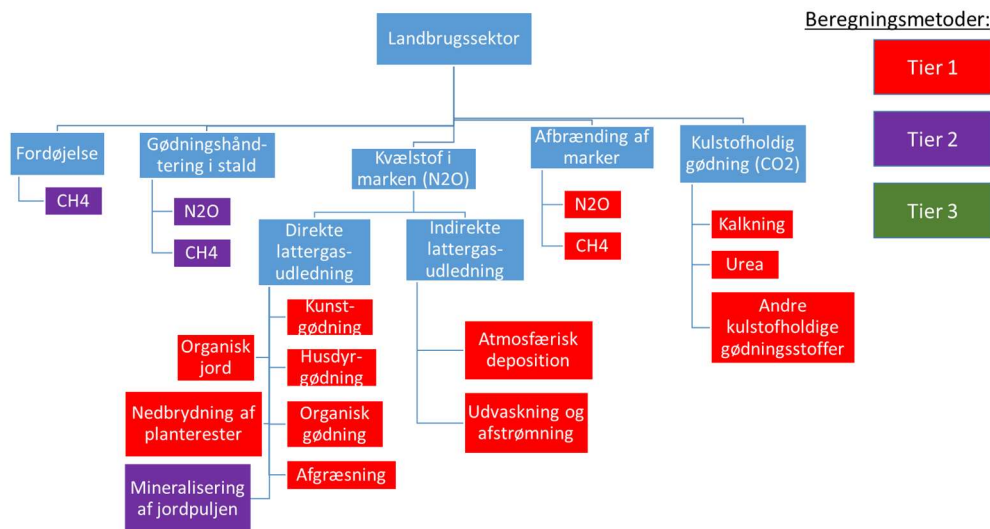 Beregningsmetoder:
Landbrugssektor
Tier 1
Tier 2
Tier 3
Fordøjelse
CH4
Gødningshånd-
tering i stald
N2O
CH4
Kvælstof i
marken (N2O)
Direkte
lattergas-
udledning
Kunst-
gødning
Organisk
jord
Husdyr-
gødning
Nedbrydning af
planterester
Organisk
gødning
Mineralisering
af jordpuljen
Afgræsning
Indirekte
lattergas-
udledning
Atmosfærisk
deposition
Udvaskning og
afstrømning
Afbrænding af
marker
N2O
CH4
Kulstofholdig
gødning (CO2)
Kalkning
Urea
Andre
kulstofholdige
gødningsstoffer